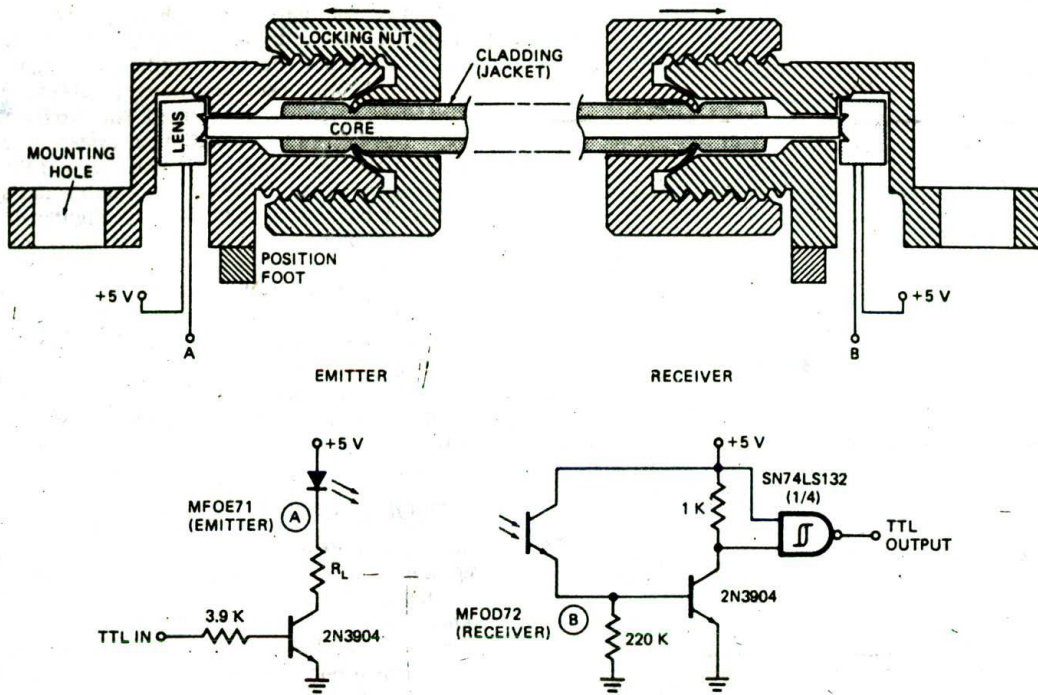 LOCKING NUT
CLADDING
(JACKET)
LENS
CORE
MOUNTING
HOLE
POSITION
FOOT
+5 V
A
+5 V
B
EMITTER
RECEIVER
+5 V
MFOE71
(EMITTER)
A
R_L
3.9 K
TTL IN
2N3904
+5 V
SN74LS132
(1/4)
1 K
TTL
OUTPUT
2N3904
MFOD72
(RECEIVER)
B
220 K